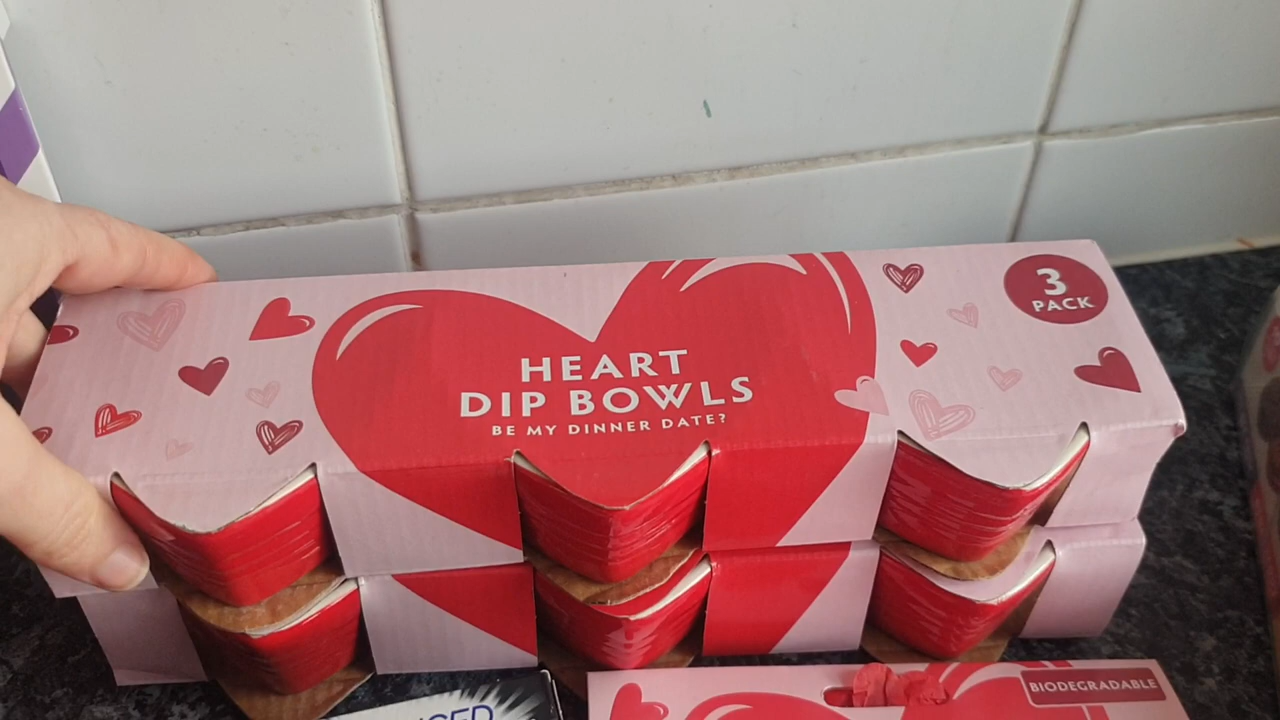 3
PACK
HEART
DIP BOWLS
BE MY DINNER DATE?
BIODEGRADABLE